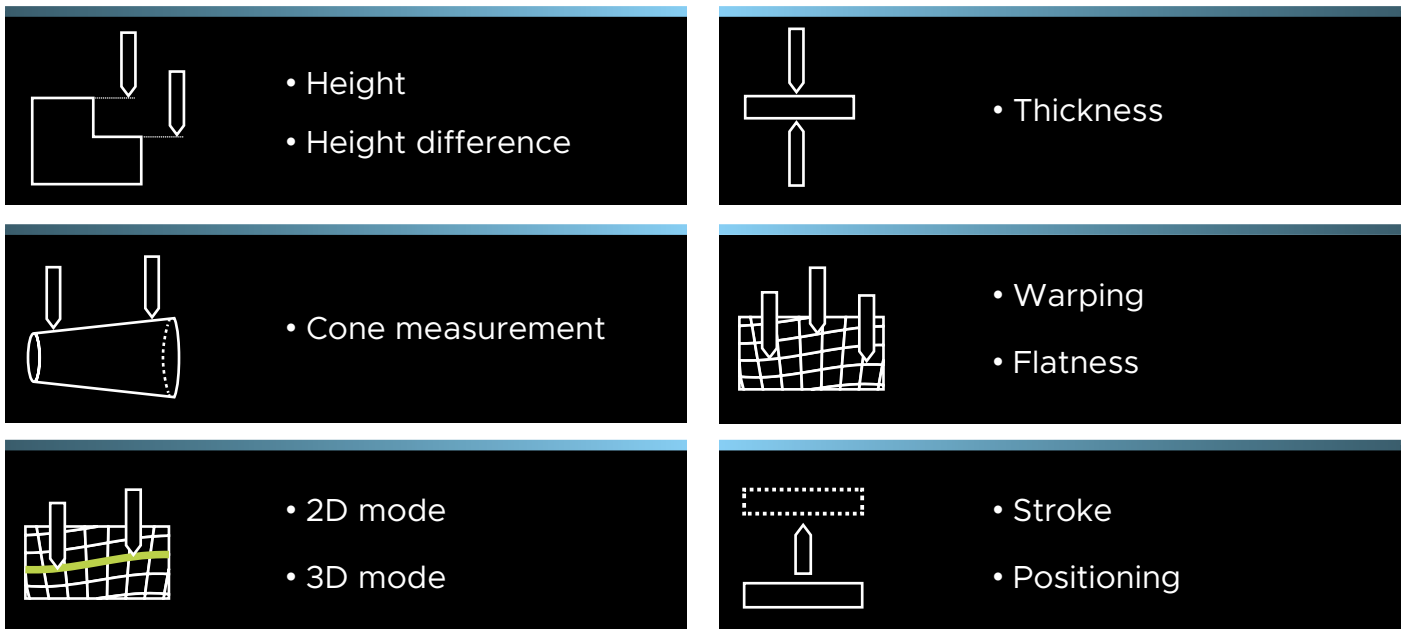 • Height
• Height difference
• Thickness
• Cone measurement
• Warping
• Flatness
• 2D mode
• 3D mode
• Stroke
• Positioning